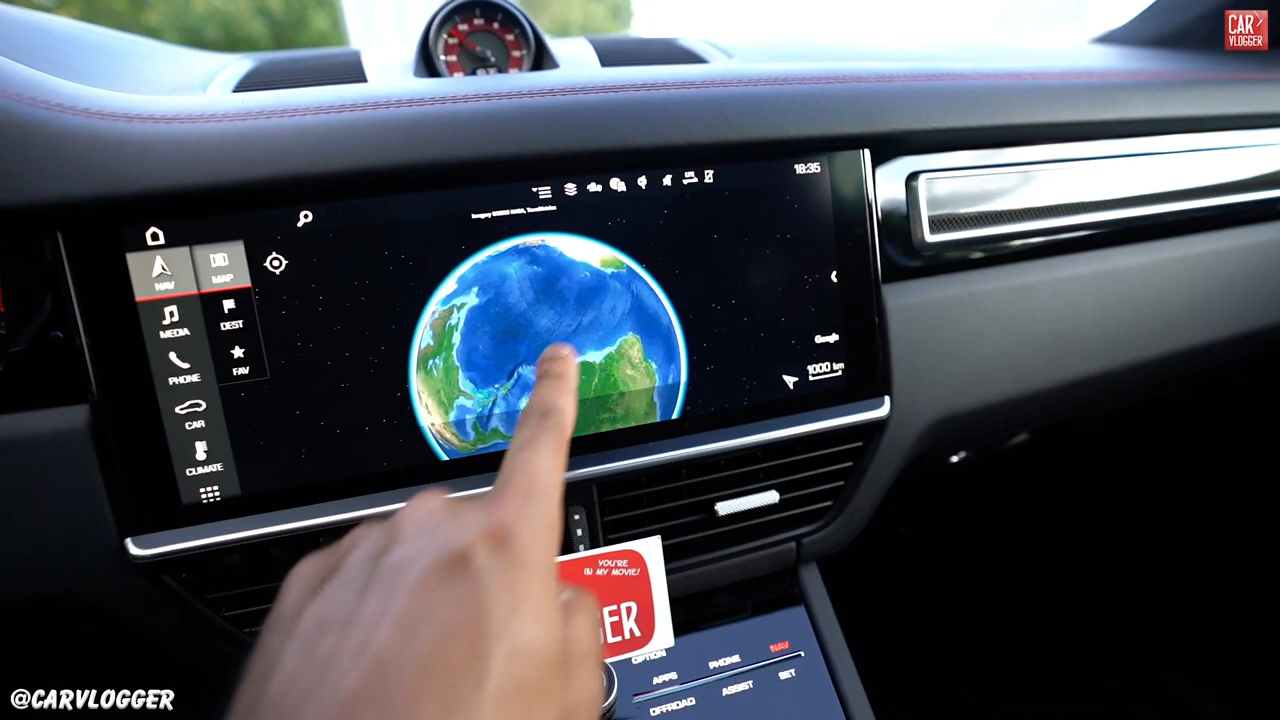 CAR
VLOGGER
18:35
NAV
MAP
MEDIA
DEST
PHONE
FAV
CAR
CLIMATE
Google
1000 km
YOU'RE
IN MY MOVIE!
GER
OPTION
APPS
PHONE
NAV
OFFROAD
ASSIST
SET
@CARVLOGGER